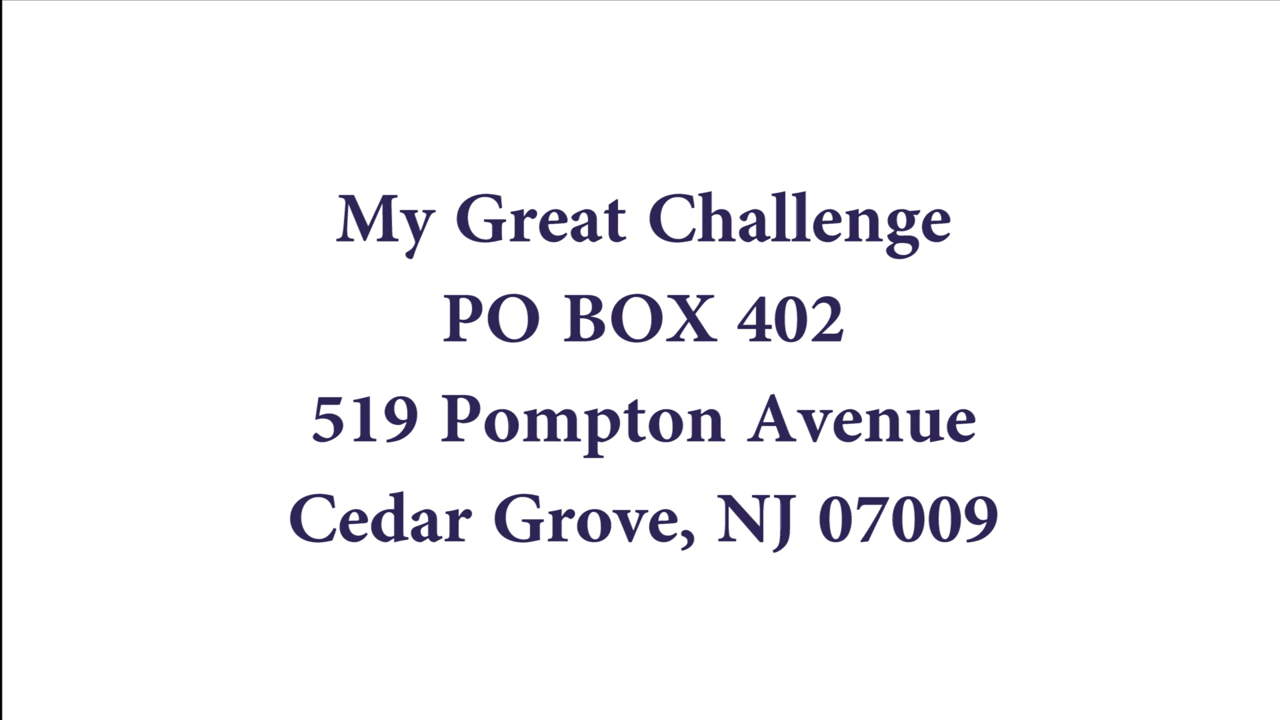 My Great Challenge
PO BOX 402
519 Pompton Avenue
Cedar Grove, NJ 07009